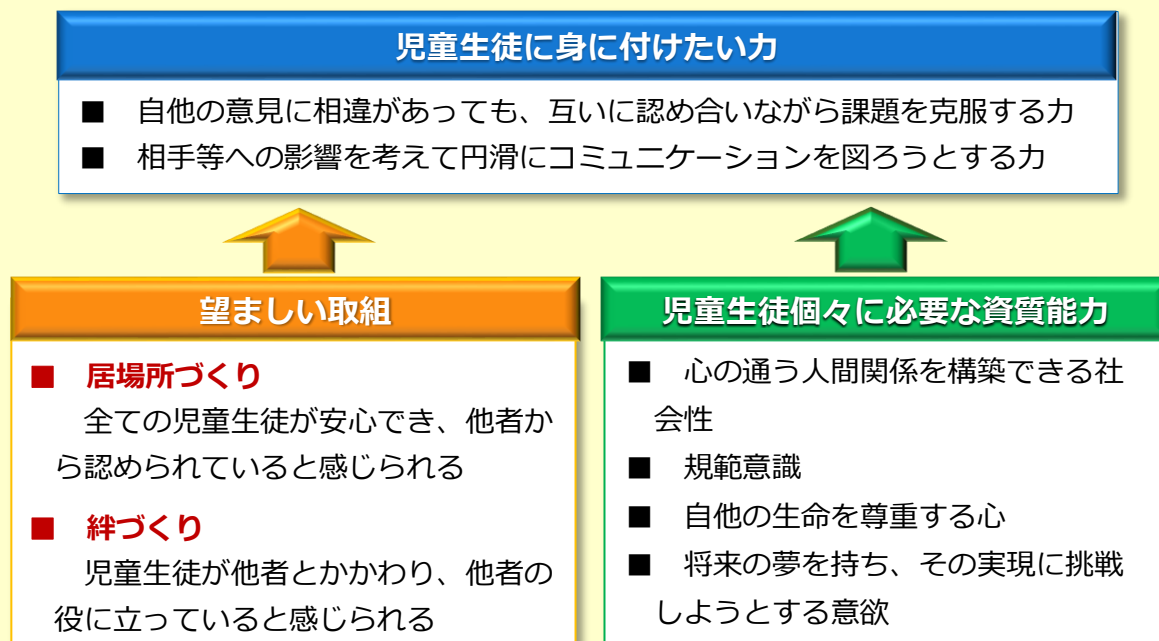 児童生徒に身に付けたい力
■ 自他の意見に相違があっても、互いに認め合いながら課題を克服する力
■ 相手等への影響を考えて円滑にコミュニケーションを図ろうとする力
望ましい取組
■ 居場所づくり
全ての児童生徒が安心でき、他者か
ら認められていると感じられる
■ 絆づくり
児童生徒が他者とかかわり、他者の
役に立っていると感じられる
児童生徒個々に必要な資質能力
■ 心の通う人間関係を構築できる社
会性
■ 規範意識
■ 自他の生命を尊重する心
■ 将来の夢を持ち、その実現に挑戦
しようとする意欲